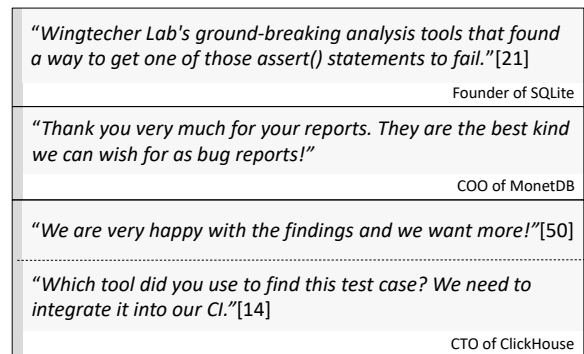 “Wingtecher Lab's ground-breaking analysis tools that found
a way to get one of those assert() statements to fail.”[21]
Founder of SQLite
“Thank you very much for your reports. They are the best kind
we can wish for as bug reports!”
COO of MonetDB
“We are very happy with the findings and we want more!”[50]
“Which tool did you use to find this test case? We need to
integrate it into our CI.”[14]
CTO of ClickHouse